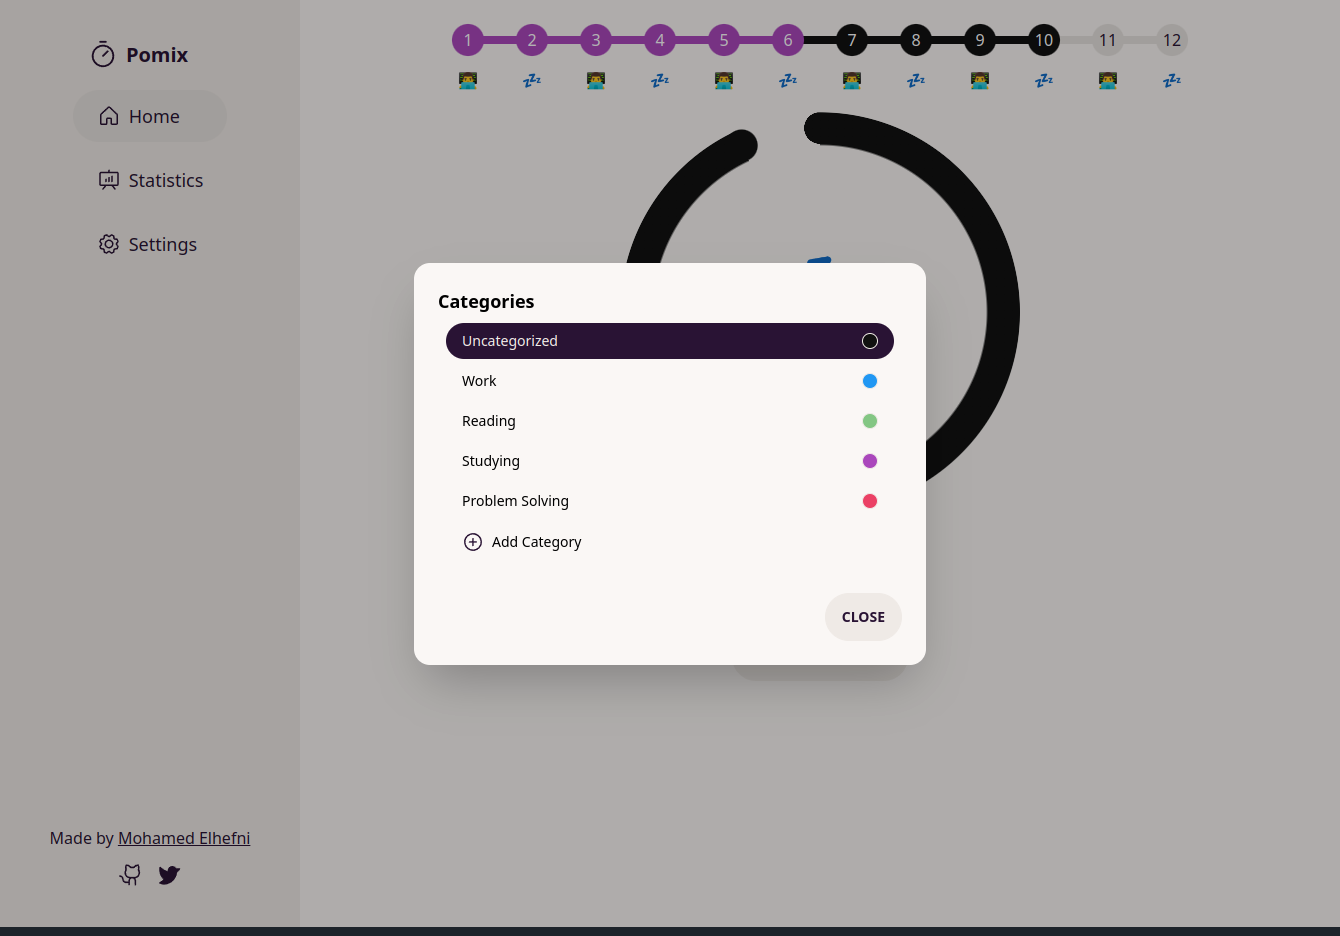 Pomix
Home
Statistics
Settings
1 2 3 4 5 6 7 8 9 10 11 12
Categories
Uncategorized
Work
Reading
Studying
Problem Solving
Add Category
CLOSE
Made by Mohamed Elhefni